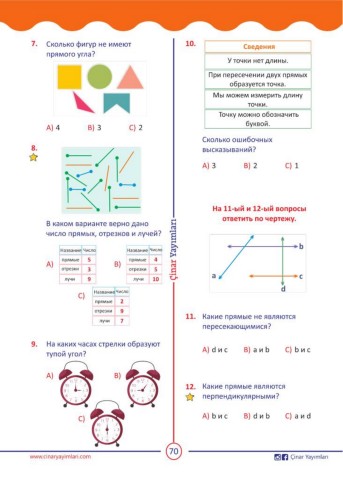 7. Сколько фигур не имеют
прямого угла?
A) 4 B) 3 C) 2
8.
В каком варианте верно дано
число прямых, отрезков и лучей?
A)
Название Число
прямые 5
отрезки 3
лучи 9
B)
Название Число
прямые 4
отрезки 5
лучи 10
C)
Название Число
прямые 2
отрезки 9
лучи 7
9. На каких часах стрелки образуют
тупой угол?
A) B) C)
10.
Сведения
У точки нет длины.
При пересечении двух прямых
образуется точка.
Мы можем измерить длину
точки.
Точку можно обозначить
буквой.
Сколько ошибочных
высказываний?
A) 3 B) 2 C) 1
На 11-ый и 12-ый вопросы
ответить по чертежу.
b
a
c
d
11. Какие прямые не являются
пересекающимися?
A) d и c B) a и b C) b и c
12. Какие прямые являются
перпендикулярными?
A) b и c B) d и b C) a и d
Çinar Yayımları
www.cinaryayimlari.com
70
Çinar Yayımları